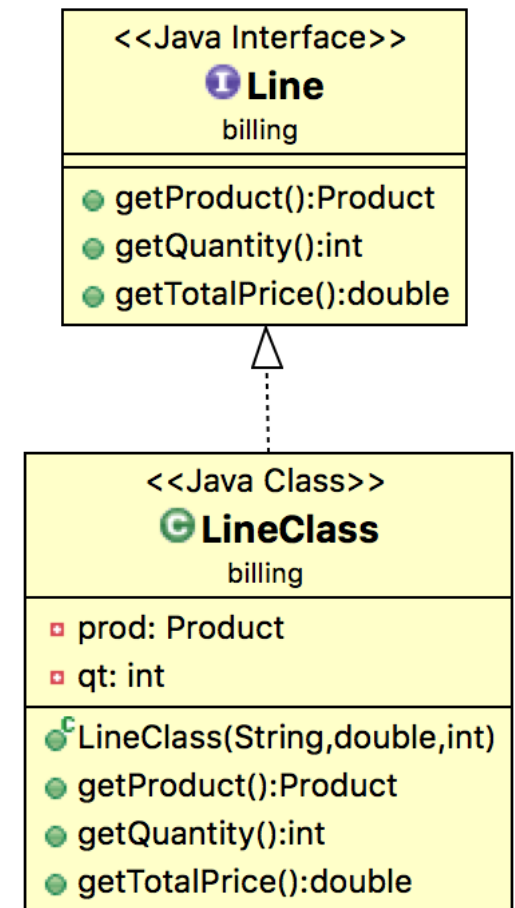 <<Java Interface>>
I Line
billing
getProduct():Product
getQuantity():int
getTotalPrice():double
<<Java Class>>
C LineClass
billing
prod: Product
qt: int
C LineClass(String,double,int)
getProduct():Product
getQuantity():int
getTotalPrice():double